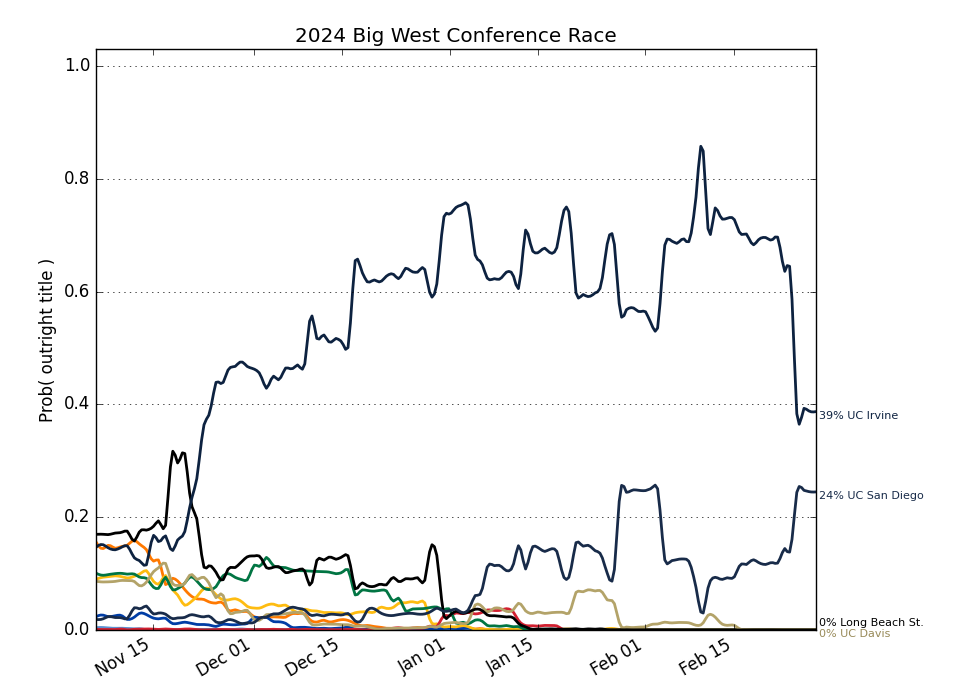 2024 Big West Conference Race
Prob( outright title )
1.0
0.8
0.6
0.4
0.2
0.0
39% UC Irvine
24% UC San Diego
0% Long Beach St.
0% UC Davis
Nov 15
Dec 01
Dec 15
Jan 01
Jan 15
Feb 01
Feb 15